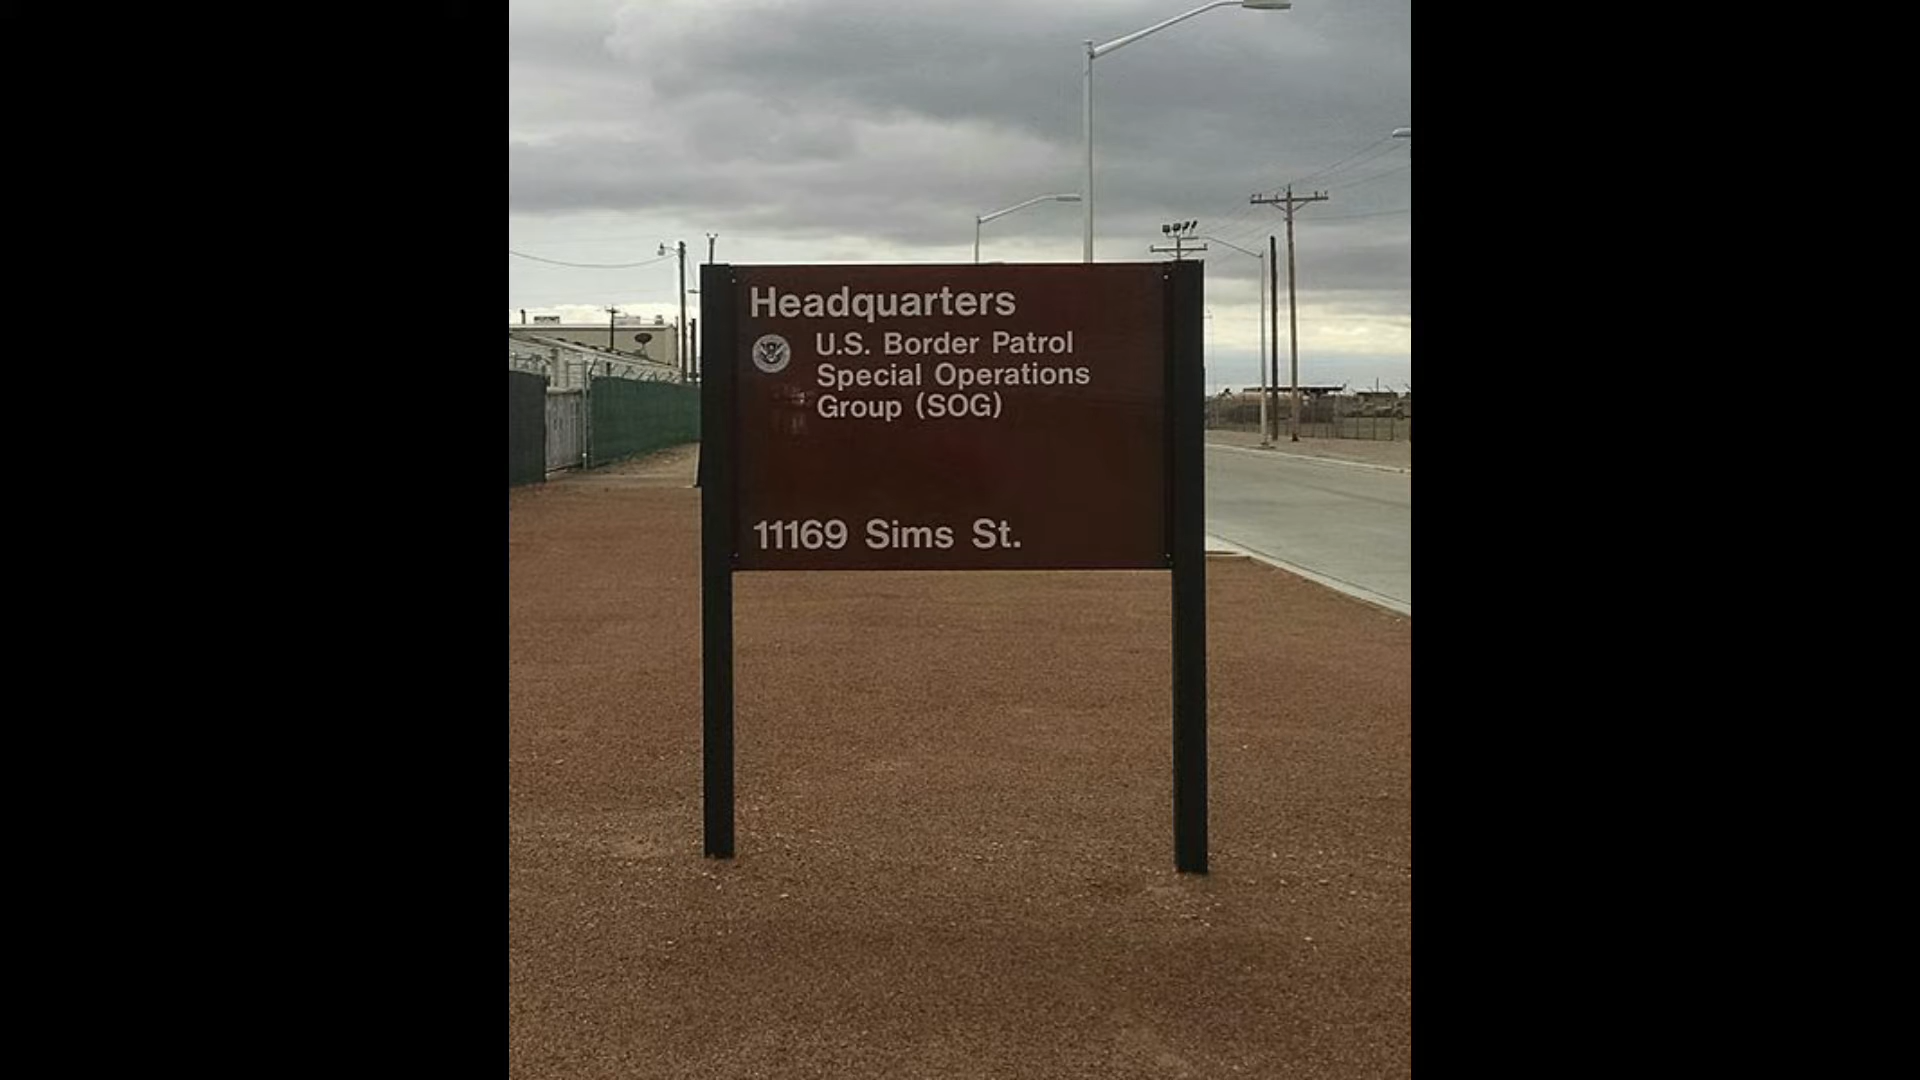 Headquarters
U.S. Border Patrol
Special Operations
Group (SOG)
11169 Sims St.